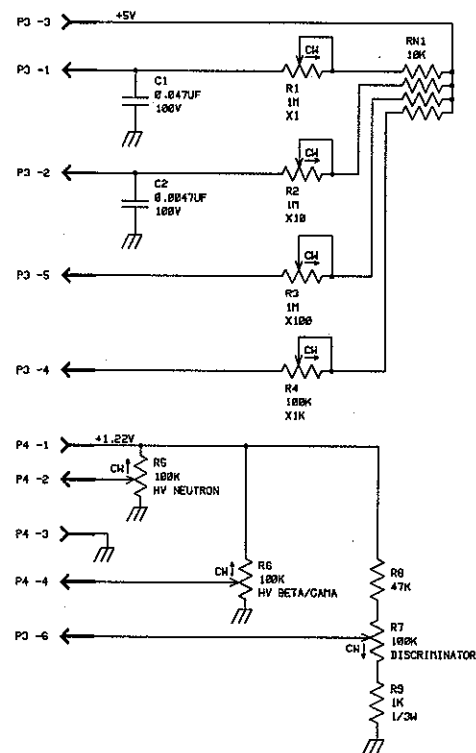 P3 -3
+5V
RN1
10K
P3 -1
CW
C1
0.047UF
100V
R1
1M
X1
P3 -2
CW
C2
0.0047UF
100V
R2
1M
X10
CW
P3 -5
R3
1M
X100
CW
P3 -4
R4
100K
X1K
P4 -1
+1.22V
P4 -2
CW
R5
100K
HV NEUTRON
P4 -3
P4 -4
CW
R6
100K
HV BETA/GAMA
R8
47K
P3 -6
CW
R7
100K
DISCRIMINATOR
R9
1K
1/3W